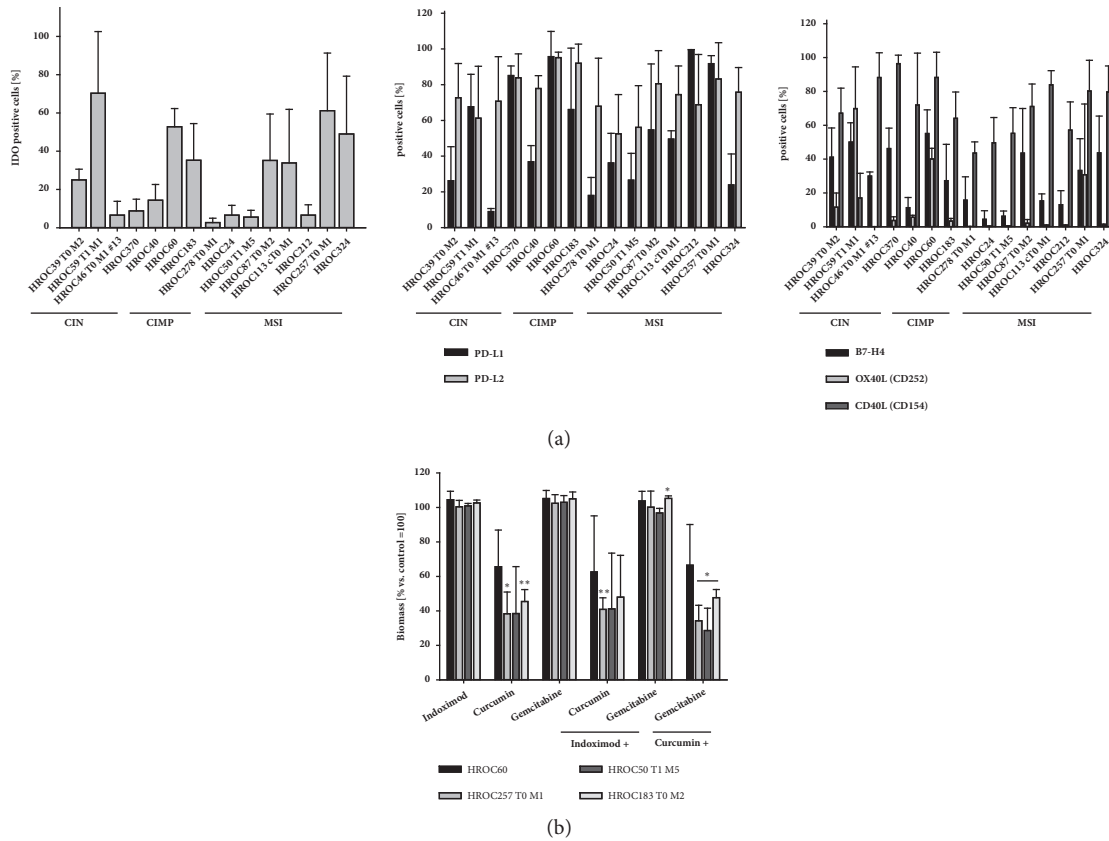 IDO positive cells [%]
100
80
60
40
20
0
HROC39 T0 M2
HROC59 T1 M1
HROC46 T0 M1 #13
HROC370
HROC40
HROC60
HROC183
HROC278 T0 M1
HROC24
HROC50 T1 M5
HROC87 T0 M2
HROC113 cT0 M1
HROC212
HROC257 T0 M1
HROC324
CIN
CIMP
MSI
positive cells [%]
120
100
80
60
40
20
0
HROC39 T0 M2
HROC59 T1 M1
HROC46 T0 M1 #13
HROC370
HROC40
HROC60
HROC183
HROC278 T0 M1
HROC24
HROC50 T1 M5
HROC87 T0 M2
HROC113 cT0 M1
HROC212
HROC257 T0 M1
HROC324
CIN
CIMP
MSI
PD-L1
PD-L2
positive cells [%]
120
100
80
60
40
20
0
HROC39 T0 M2
HROC59 T1 M1
HROC46 T0 M1 #13
HROC370
HROC40
HROC60
HROC183
HROC278 T0 M1
HROC24
HROC50 T1 M5
HROC87 T0 M2
HROC113 cT0 M1
HROC212
HROC257 T0 M1
HROC324
CIN
CIMP
MSI
B7-H4
OX40L (CD252)
CD40L (CD154)
(a)
Biomass [% vs. control =100]
120
100
80
60
40
20
0
*
**
**
*
*
Indoximod
Curcumin
Gemcitabine
Curcumin
Gemcitabine
Gemcitabine
Indoximod +
Curcumin +
HROC60
HROC50 T1 M5
HROC257 T0 M1
HROC183 T0 M2
(b)